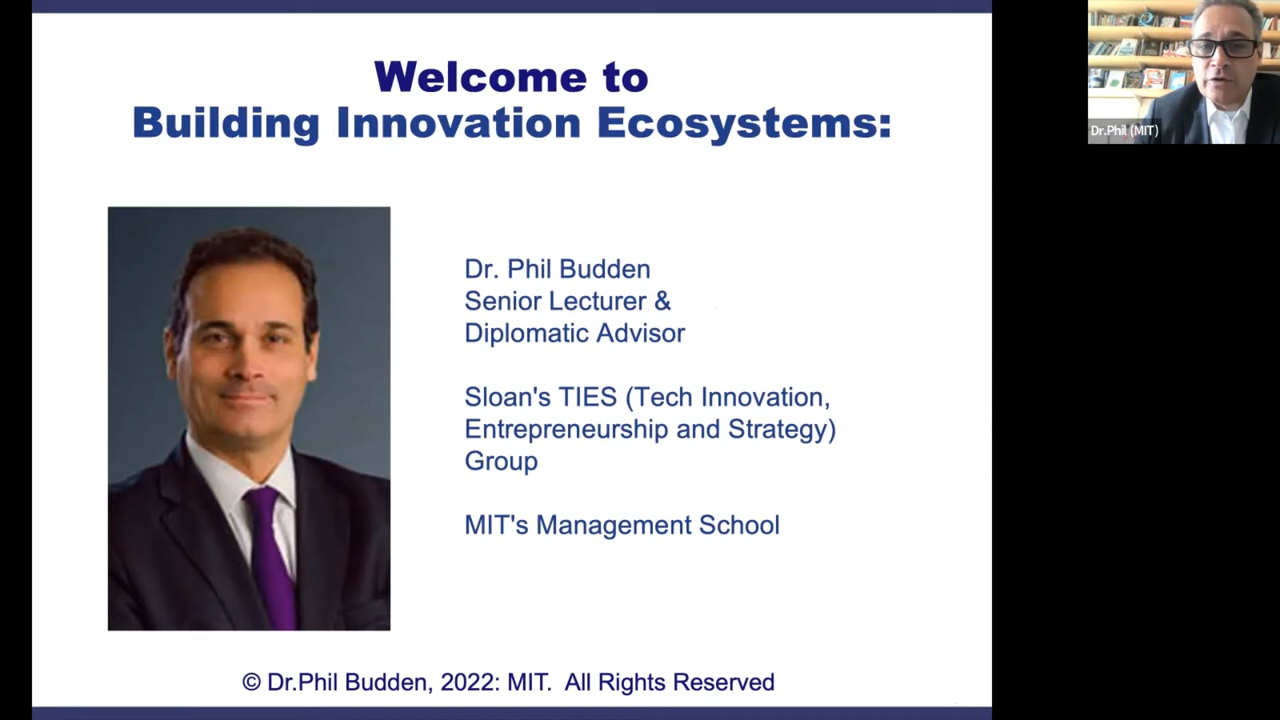 Welcome to
Building Innovation Ecosystems:
Dr. Phil Budden
Senior Lecturer &
Diplomatic Advisor
Sloan's TIES (Tech Innovation,
Entrepreneurship and Strategy)
Group
MIT's Management School
© Dr.Phil Budden, 2022: MIT.  All Rights Reserved
Dr.Phil (MIT)